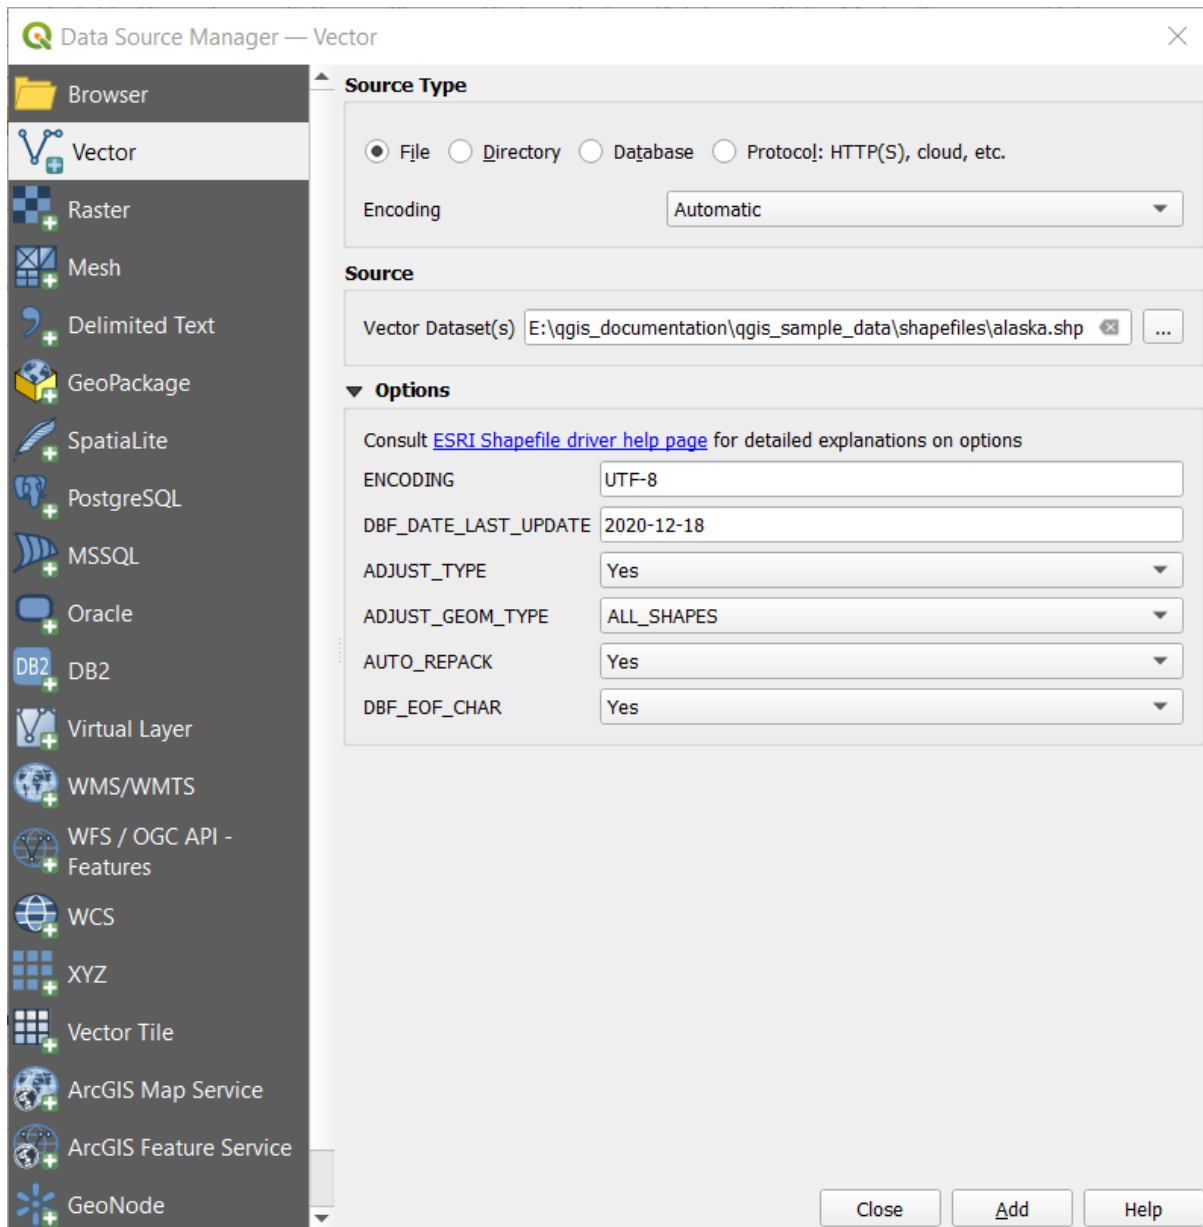 Data Source Manager — Vector
Browser
Vector
Raster
Mesh
Delimited Text
GeoPackage
SpatiaLite
PostgreSQL
MSSQL
Oracle
DB2
DB2
Virtual Layer
WMS/WMTS
WFS / OGC API -
Features
WCS
XYZ
Vector Tile
ArcGIS Map Service
ArcGIS Feature Service
GeoNode
Source Type
File Directory Database Protocol: HTTP(S), cloud, etc.
Encoding Automatic
Source
Vector Dataset(s) E:\qgis_documentation\qgis_sample_data\shapefiles\alaska.shp ...
Options
Consult ESRI Shapefile driver help page for detailed explanations on options
ENCODING UTF-8
DBF_DATE_LAST_UPDATE 2020-12-18
ADJUST_TYPE Yes
ADJUST_GEOM_TYPE ALL_SHAPES
AUTO_REPACK Yes
DBF_EOF_CHAR Yes
Close Add Help